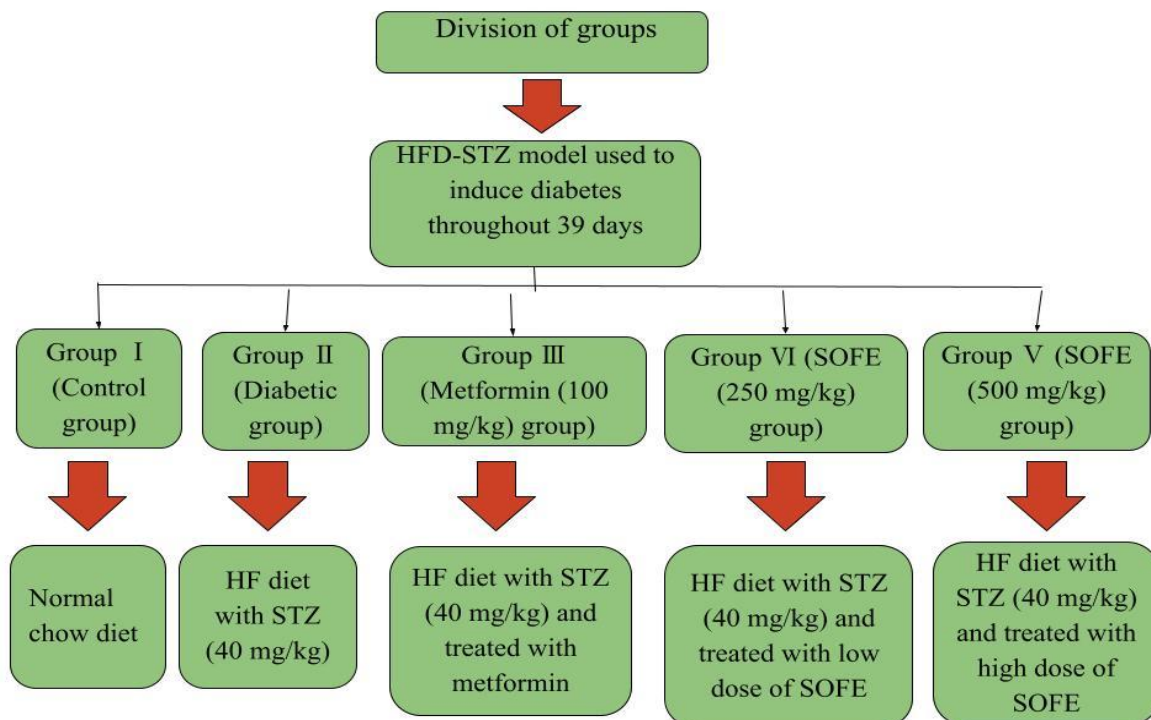 Division of groups
HFD-STZ model used to
induce diabetes
throughout 39 days
Group Ⅰ
(Control
group)
Group Ⅱ
(Diabetic
group)
Group Ⅲ
(Metformin (100
mg/kg) group)
Group Ⅵ (SOFE
(250 mg/kg)
group)
Group Ⅴ (SOFE
(500 mg/kg)
group)
Normal
chow diet
HF diet
with STZ
(40 mg/kg)
HF diet with STZ
(40 mg/kg) and
treated with
metformin
HF diet with STZ
(40 mg/kg) and
treated with low
dose of SOFE
HF diet with
STZ (40 mg/kg)
and treated with
high dose of
SOFE